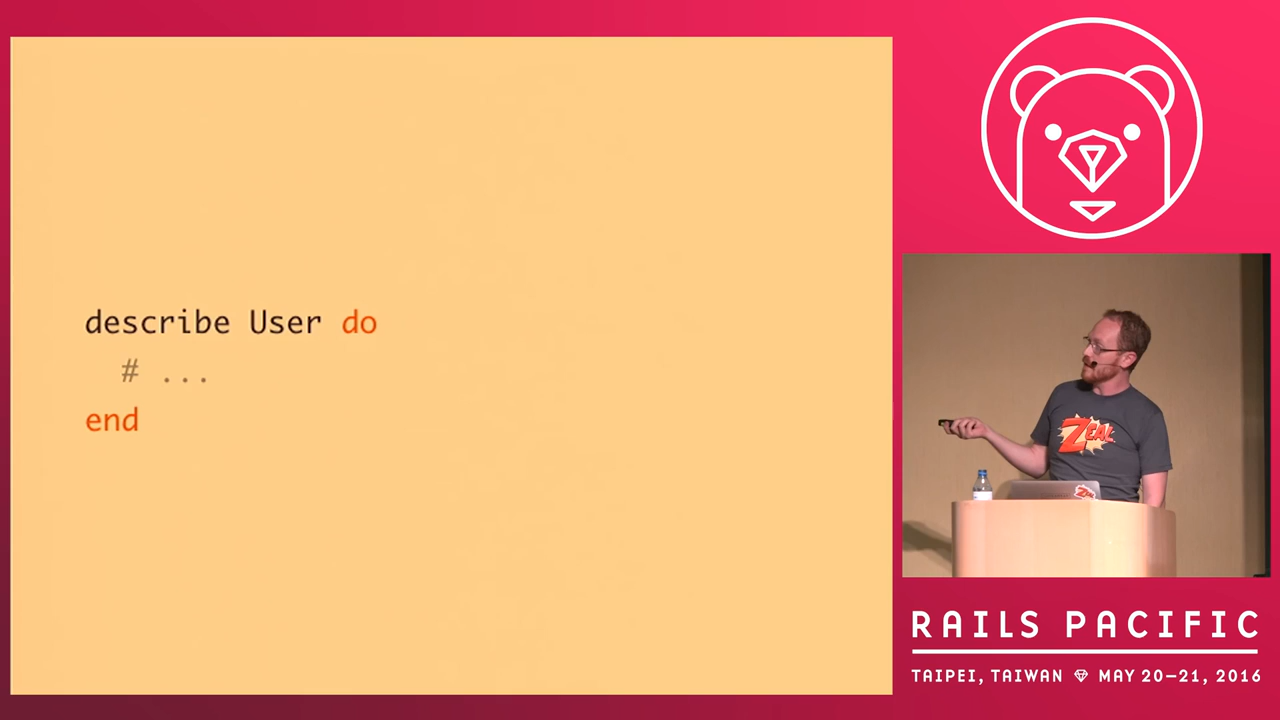 describe User do
# ...
end
ZEAL
RAILS PACIFIC
TAIPEI, TAIWAN MAY 20–21, 2016